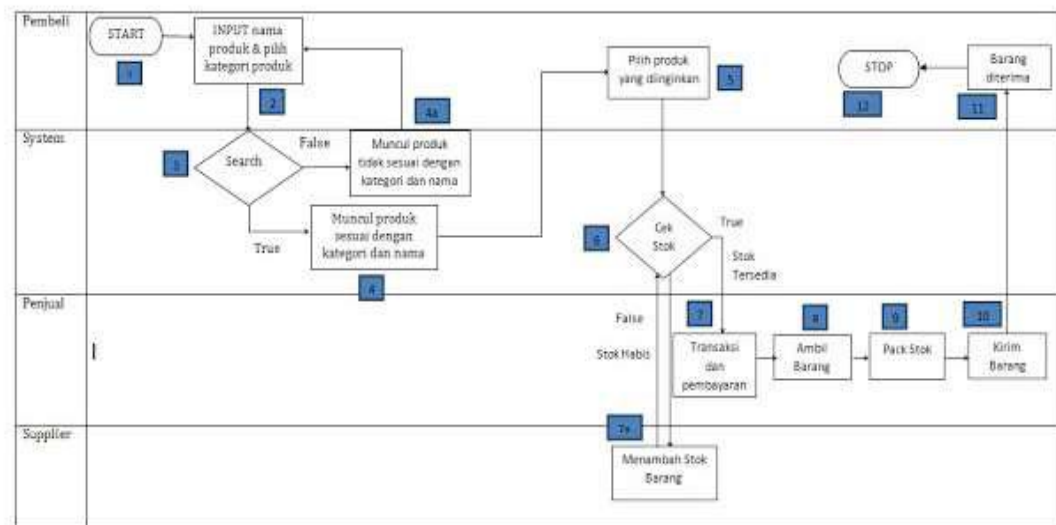 Pembeli
START
1
INPUT nama
produk & pilih
kategori produk
2
4a
Pilih produk
yang diinginkan
5
STOP
12
Barang
diterima
11
System
3
Search
False
Muncul produk
tidak sesuai dengan
kategori dan nama
True
Muncul produk
sesuai dengan
kategori dan nama
4
6
Cek
Stok
True
Stok
Tersedia
Penjual
False
Stok Habis
7
Transaksi
dan
pembayaran
8
Ambil
Barang
9
Pack Stok
10
Kirim
Barang
Supplier
7a
Menambah Stok
Barang